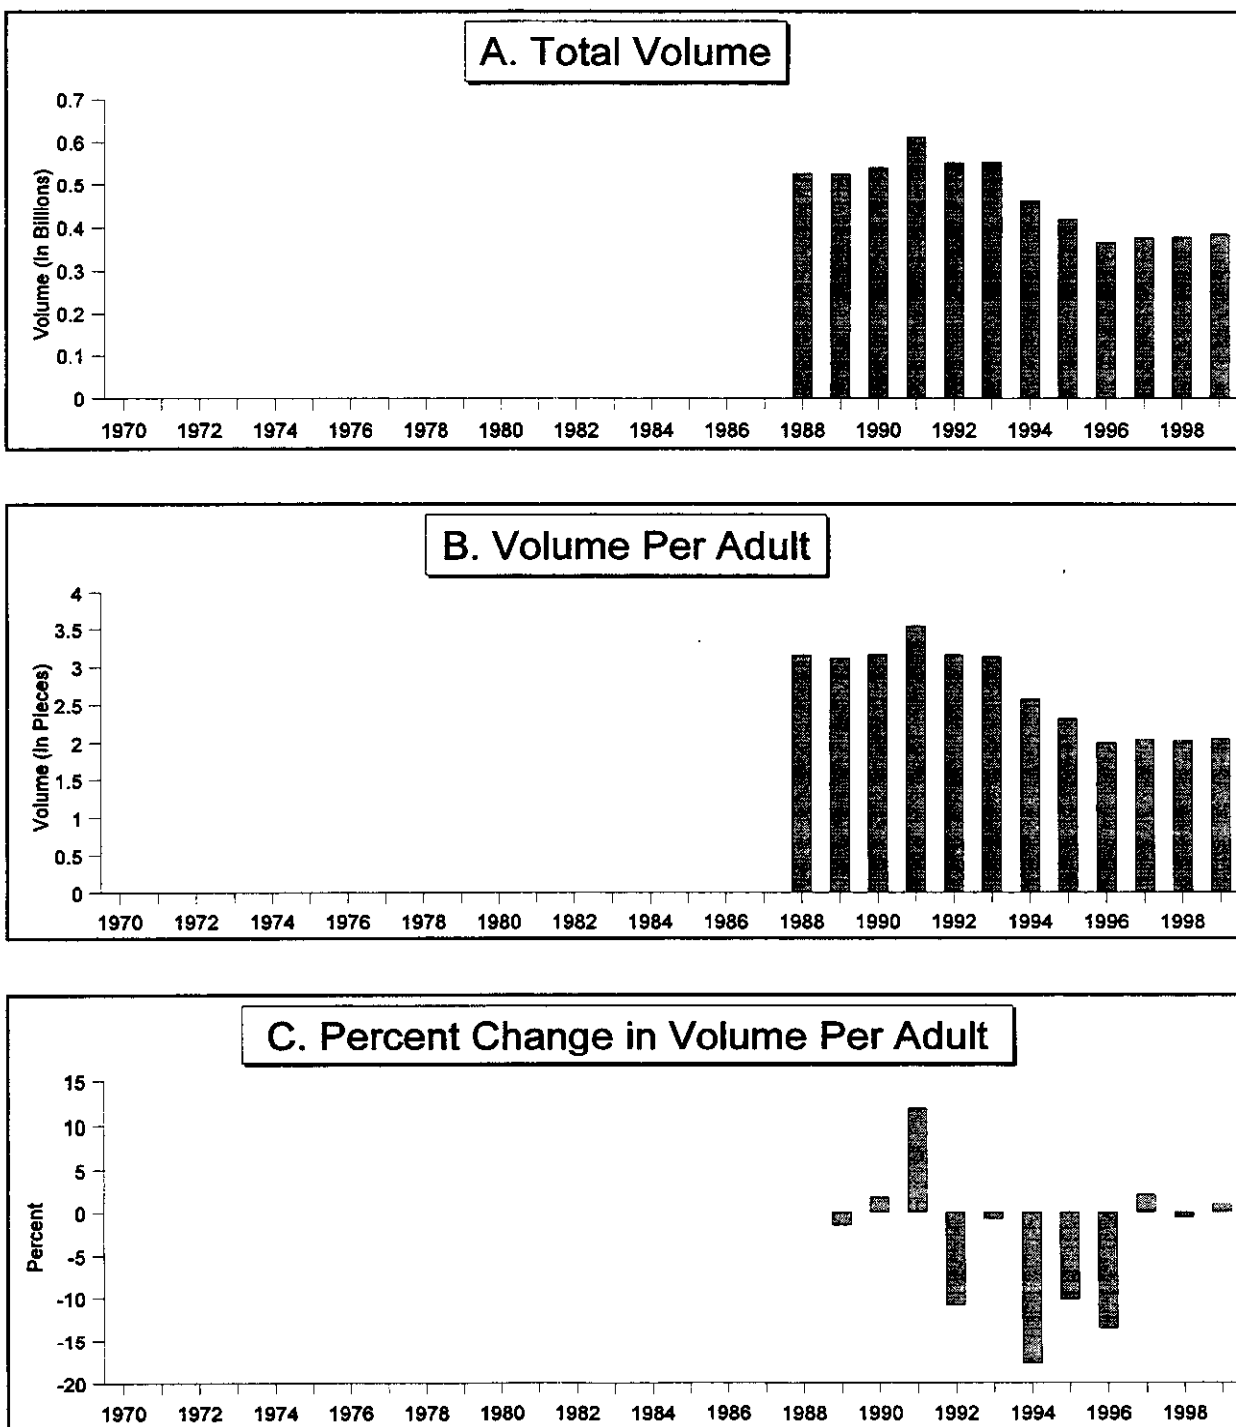 A. Total Volume
Volume (In Billions)
0.7
0.6
0.5
0.4
0.3
0.2
0.1
0
1970 1972 1974 1976 1978 1980 1982 1984 1986 1988 1990 1992 1994 1996 1998
B. Volume Per Adult
Volume (In Pieces)
4
3.5
3
2.5
2
1.5
1
0.5
0
1970 1972 1974 1976 1978 1980 1982 1984 1986 1988 1990 1992 1994 1996 1998
C. Percent Change in Volume Per Adult
Percent
15
10
5
0
-5
-10
-15
-20
1970 1972 1974 1976 1978 1980 1982 1984 1986 1988 1990 1992 1994 1996 1998